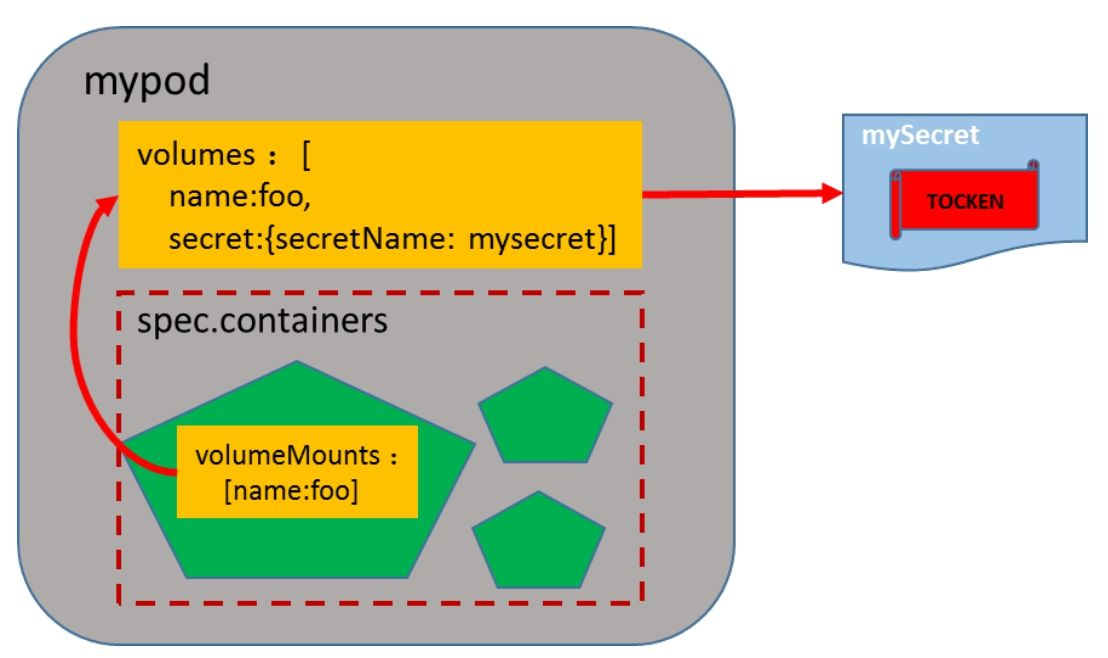 mypod
volumes： [
name:foo,
secret:{secretName: mysecret}]
mySecret
TOCKEN
spec.containers
volumeMounts：
[name:foo]